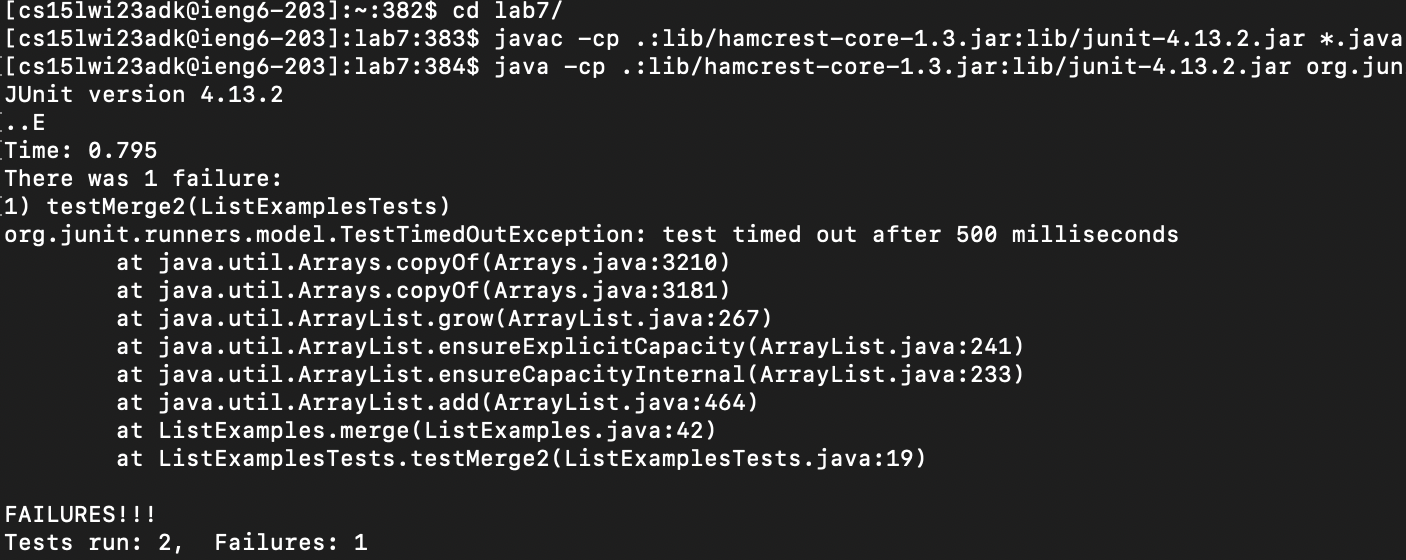 [cs15lwi23adk@ieng6-203]:~:382$ cd lab7/
[cs15lwi23adk@ieng6-203]:lab7:383$ javac -cp .:lib/hamcrest-core-1.3.jar:lib/junit-4.13.2.jar *.java
[cs15lwi23adk@ieng6-203]:lab7:384$ java -cp .:lib/hamcrest-core-1.3.jar:lib/junit-4.13.2.jar org.jun
JUnit version 4.13.2
..E
Time: 0.795
There was 1 failure:
1) testMerge2(ListExamplesTests)
org.junit.runners.model.TestTimedOutException: test timed out after 500 milliseconds
        at java.util.Arrays.copyOf(Arrays.java:3210)
        at java.util.Arrays.copyOf(Arrays.java:3181)
        at java.util.ArrayList.grow(ArrayList.java:267)
        at java.util.ArrayList.ensureExplicitCapacity(ArrayList.java:241)
        at java.util.ArrayList.ensureCapacityInternal(ArrayList.java:233)
        at java.util.ArrayList.add(ArrayList.java:464)
        at ListExamples.merge(ListExamples.java:42)
        at ListExamplesTests.testMerge2(ListExamplesTests.java:19)
FAILURES!!!
Tests run: 2,  Failures: 1